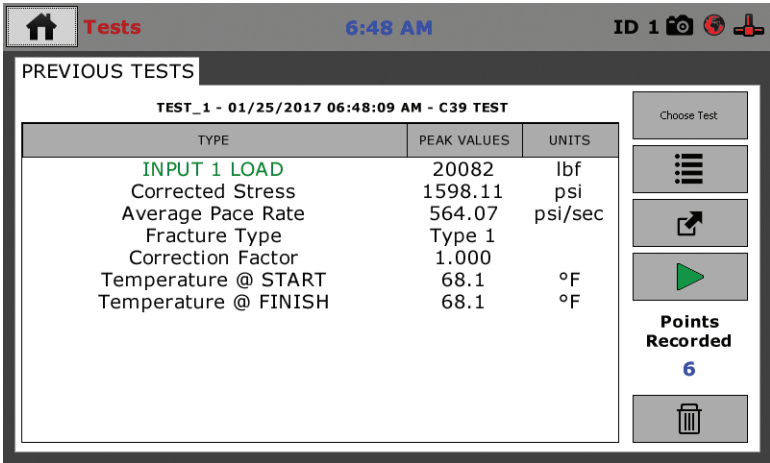 Tests 6:48 AM ID 1
PREVIOUS TESTS
TEST_1 - 01/25/2017 06:48:09 AM - C39 TEST
TYPE PEAK VALUES UNITS
INPUT 1 LOAD 20082 lbf
Corrected Stress 1598.11 psi
Average Pace Rate 564.07 psi/sec
Fracture Type Type 1
Correction Factor 1.000
Temperature @ START 68.1 °F
Temperature @ FINISH 68.1 °F
Choose Test
Points
Recorded
6